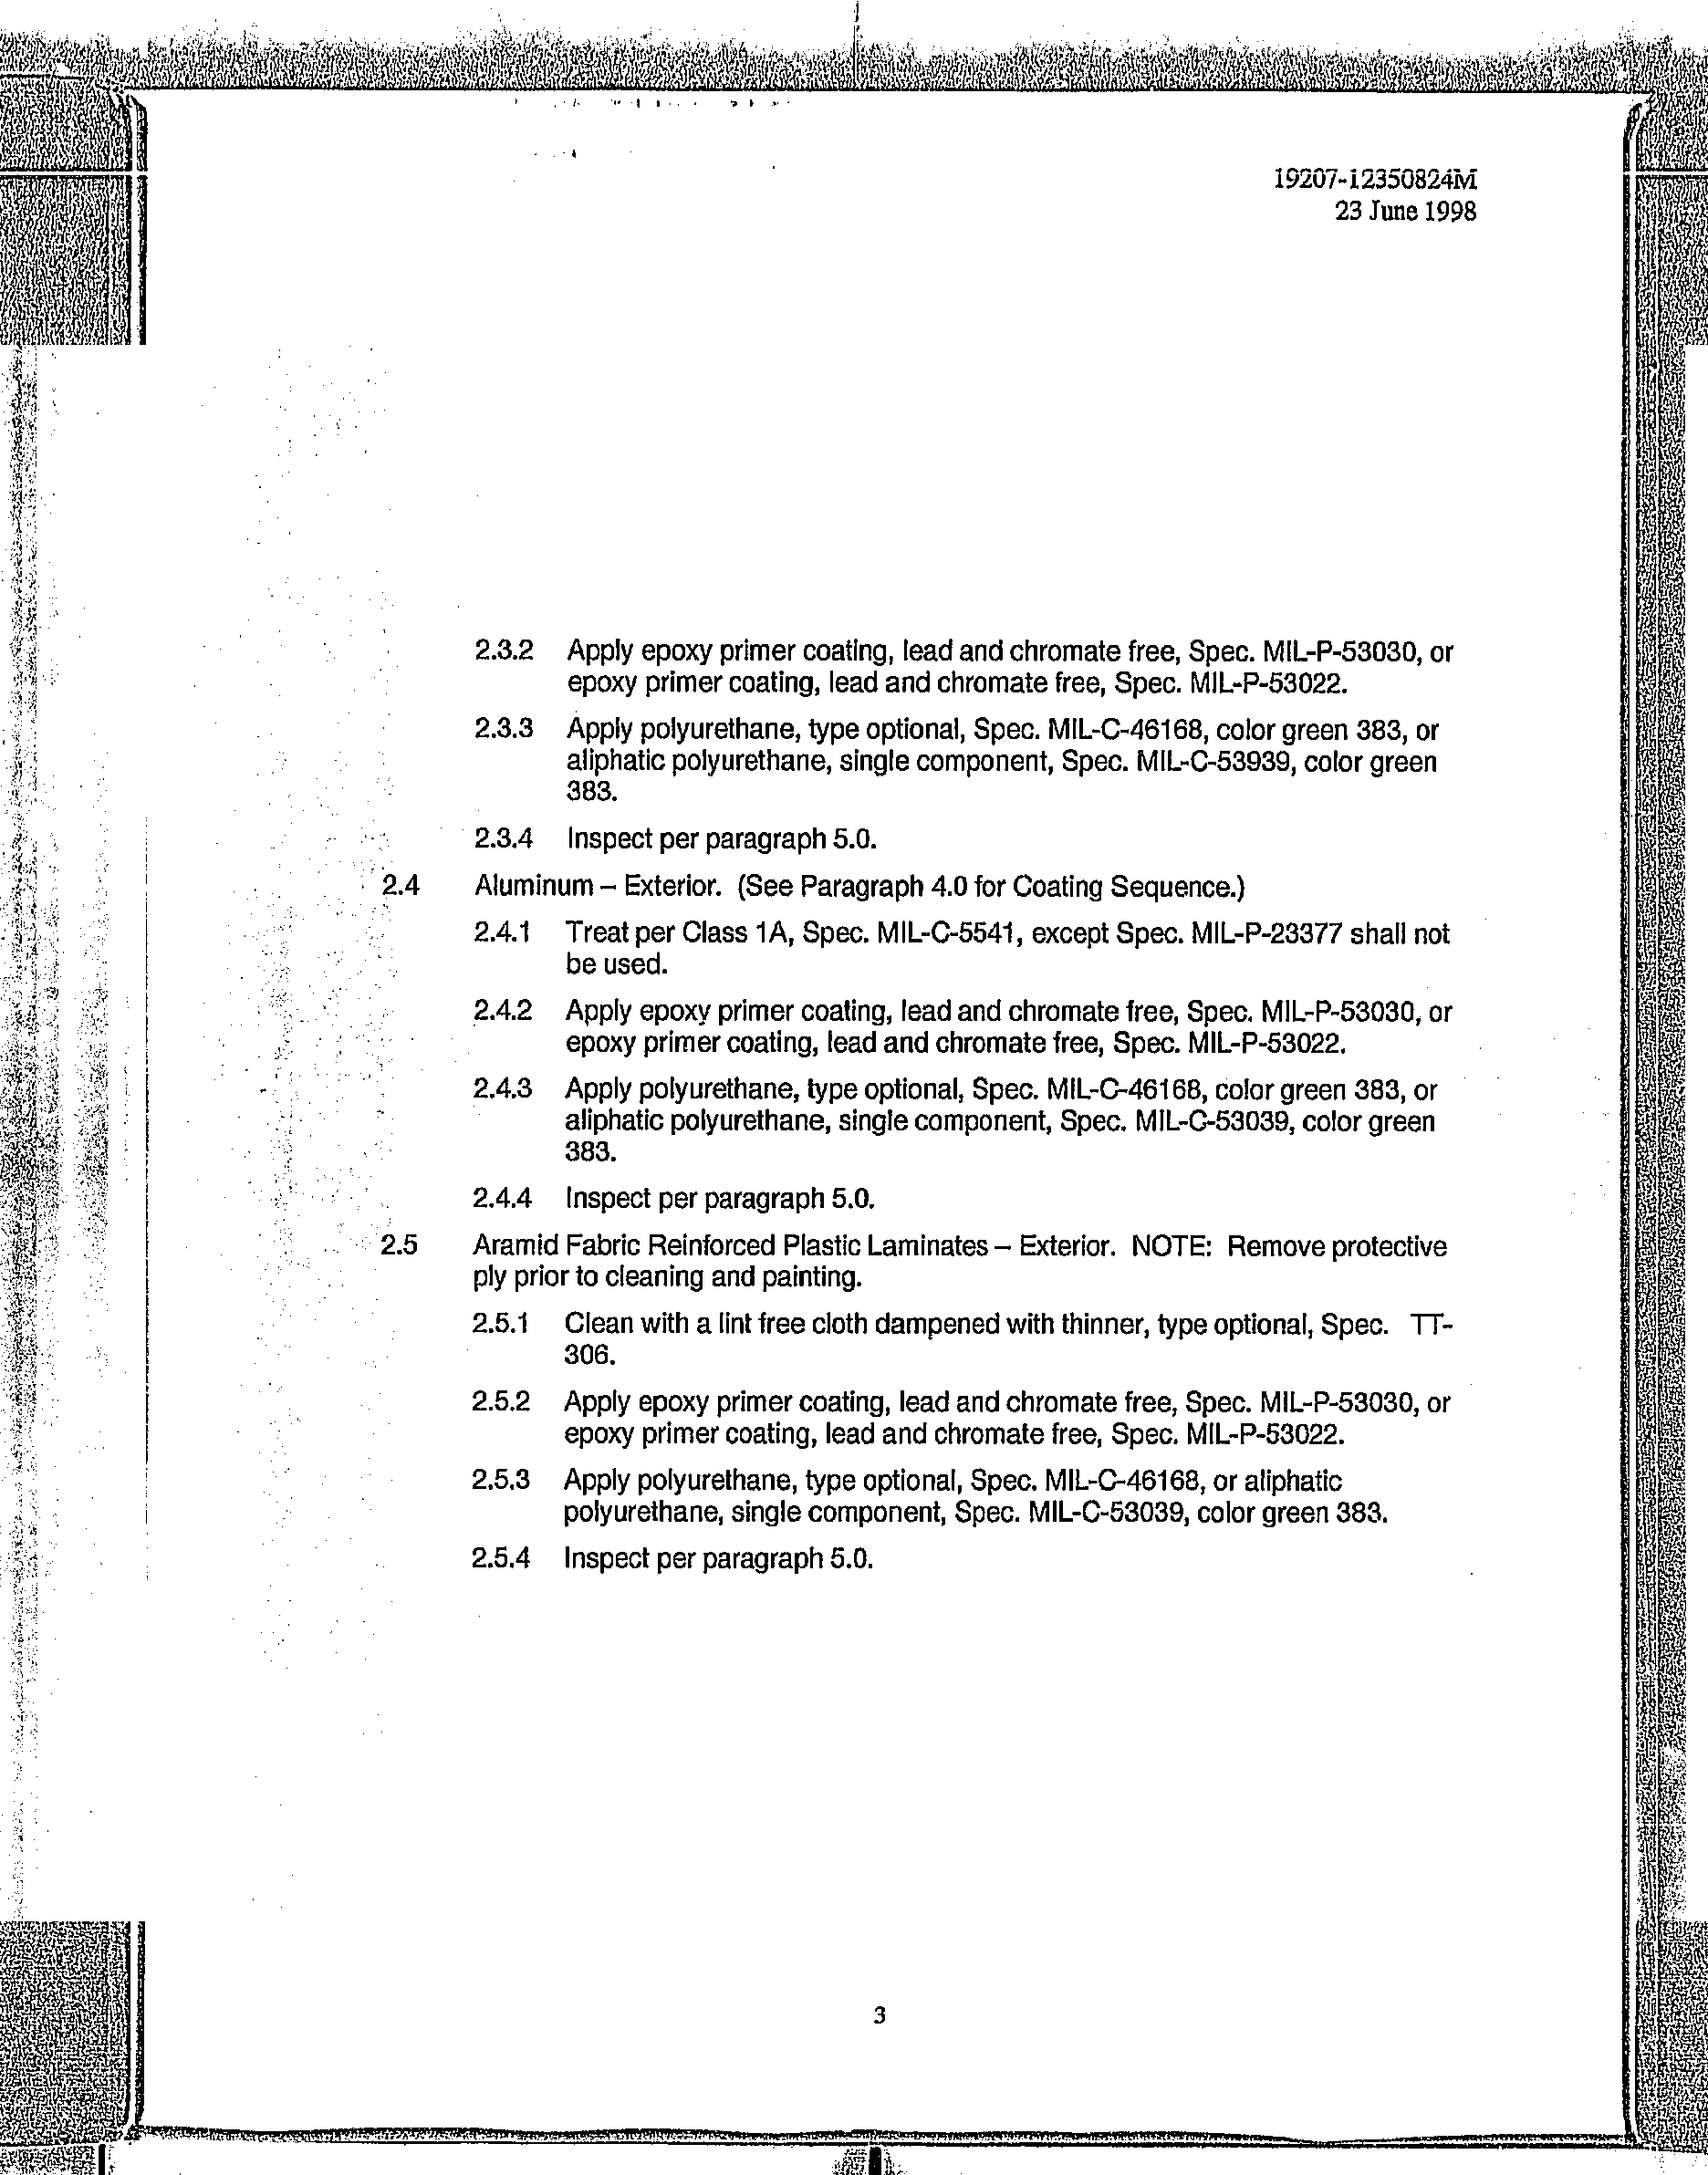 19207-12350824M
23 June 1998
2.3.2 Apply epoxy primer coating, lead and chromate free, Spec. MIL-P-53030, or
epoxy primer coating, lead and chromate free, Spec. MIL-P-53022.
2.3.3 Apply polyurethane, type optional, Spec. MIL-C-46168, color green 383, or
aliphatic polyurethane, single component, Spec. MIL-C-53939, color green
383.
2.3.4 Inspect per paragraph 5.0.
2.4 Aluminum – Exterior. (See Paragraph 4.0 for Coating Sequence.)
2.4.1 Treat per Class 1A, Spec. MIL-C-5541, except Spec. MIL-P-23377 shall not
be used.
2.4.2 Apply epoxy primer coating, lead and chromate free, Spec. MIL-P-53030, or
epoxy primer coating, lead and chromate free, Spec. MIL-P-53022.
2.4.3 Apply polyurethane, type optional, Spec. MIL-C-46168, color green 383, or
aliphatic polyurethane, single component, Spec. MIL-C-53039, color green
383.
2.4.4 Inspect per paragraph 5.0.
2.5 Aramid Fabric Reinforced Plastic Laminates – Exterior. NOTE: Remove protective
ply prior to cleaning and painting.
2.5.1 Clean with a lint free cloth dampened with thinner, type optional, Spec. TT-
306.
2.5.2 Apply epoxy primer coating, lead and chromate free, Spec. MIL-P-53030, or
epoxy primer coating, lead and chromate free, Spec. MIL-P-53022.
2.5.3 Apply polyurethane, type optional, Spec. MIL-C-46168, or aliphatic
polyurethane, single component, Spec. MIL-C-53039, color green 383.
2.5.4 Inspect per paragraph 5.0.
3